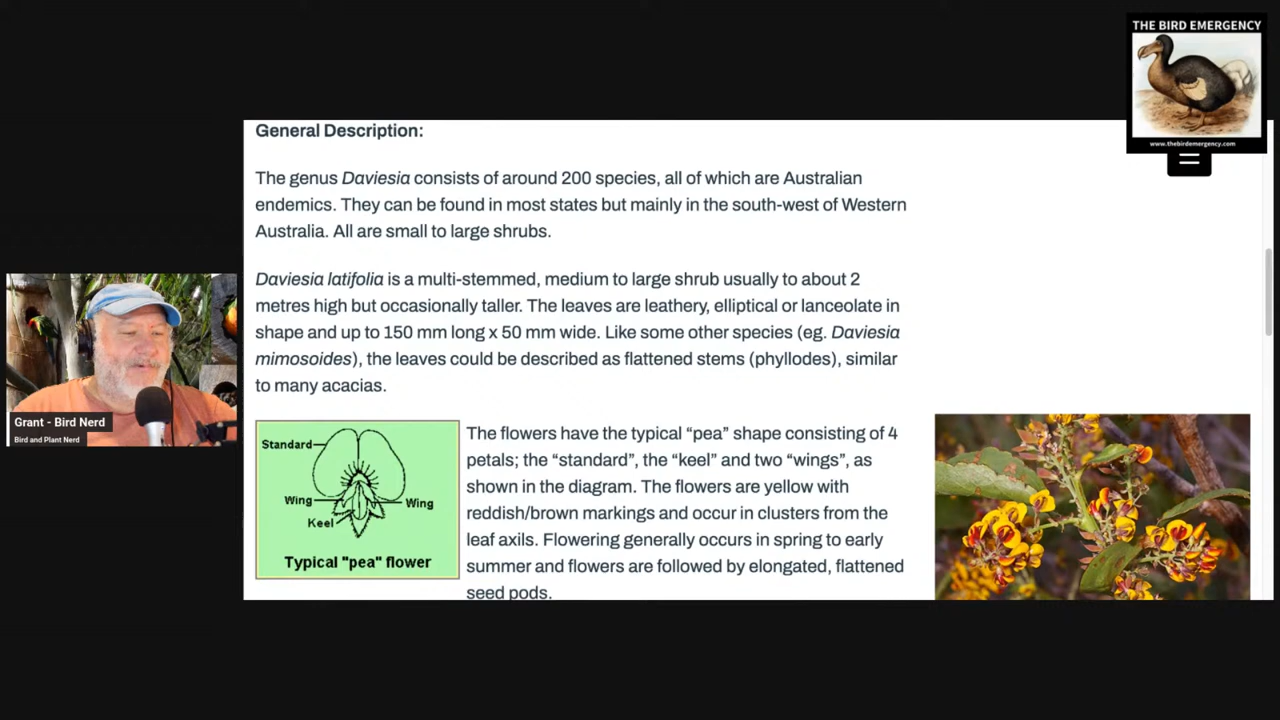 THE BIRD EMERGENCY
www.thebirdemergency.com
General Description:
The genus Daviesia consists of around 200 species, all of which are Australian
endemics. They can be found in most states but mainly in the south-west of Western
Australia. All are small to large shrubs.
Daviesia latifolia is a multi-stemmed, medium to large shrub usually to about 2
metres high but occasionally taller. The leaves are leathery, elliptical or lanceolate in
shape and up to 150 mm long x 50 mm wide. Like some other species (eg. Daviesia
mimosoides), the leaves could be described as flattened stems (phyllodes), similar
to many acacias.
Grant - Bird Nerd
Bird and Plant Nerd
Standard
Wing
Wing
Keel
Typical "pea" flower
The flowers have the typical “pea” shape consisting of 4
petals; the “standard”, the “keel” and two “wings”, as
shown in the diagram. The flowers are yellow with
reddish/brown markings and occur in clusters from the
leaf axils. Flowering generally occurs in spring to early
summer and flowers are followed by elongated, flattened
seed pods.